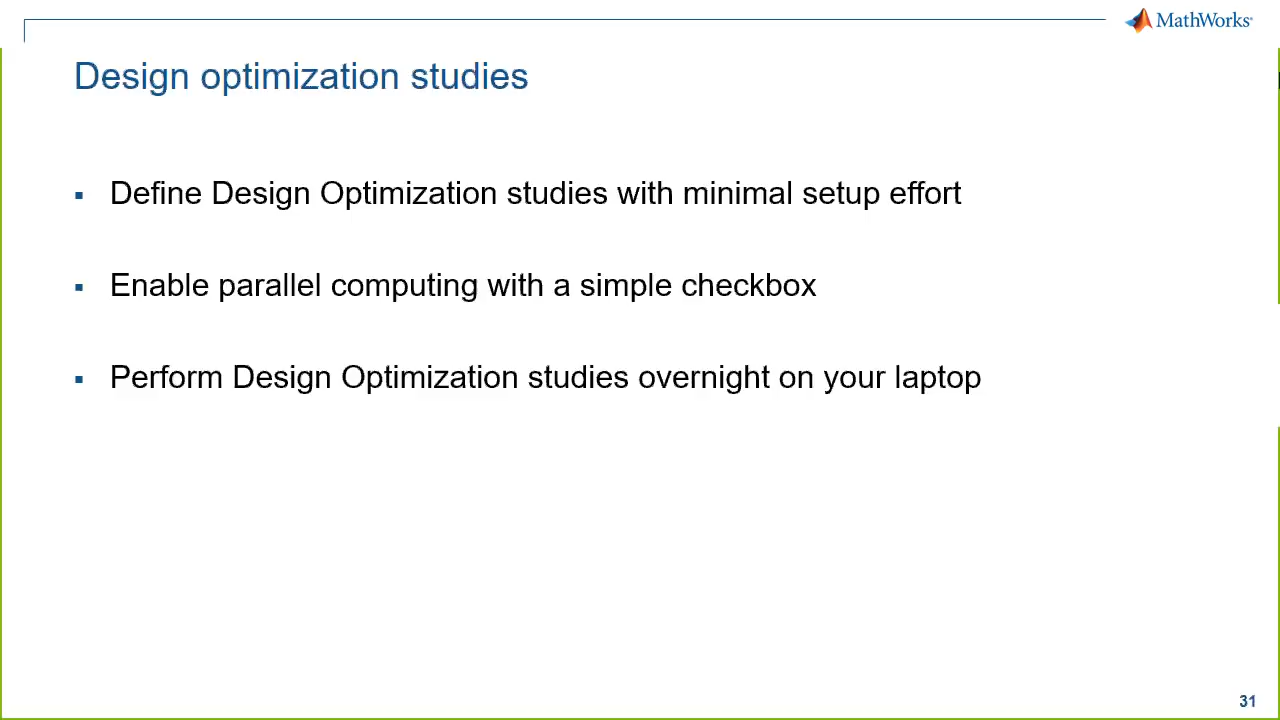 MathWorks
Design optimization studies
▪ Define Design Optimization studies with minimal setup effort
▪ Enable parallel computing with a simple checkbox
▪ Perform Design Optimization studies overnight on your laptop
31